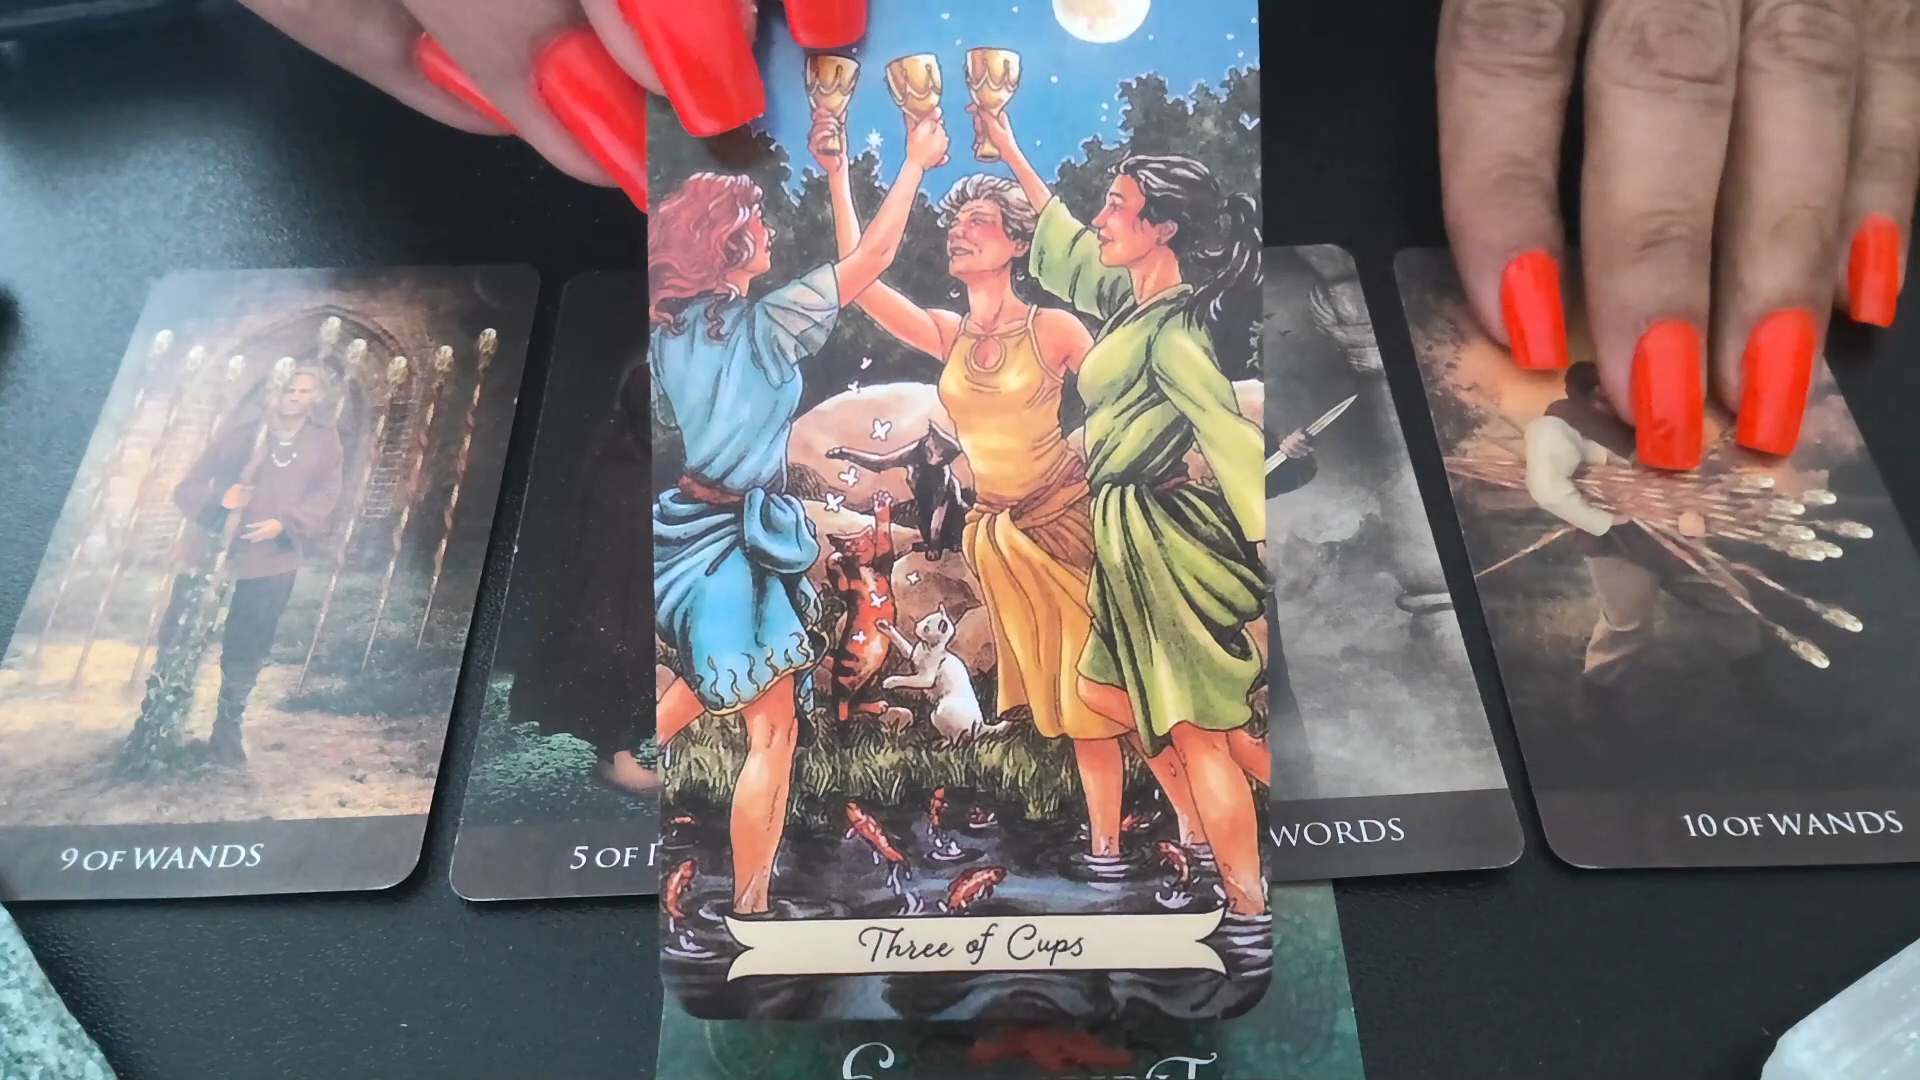 9 OF WANDS
5 OF
WORDS
10 OF WANDS
Three of Cups